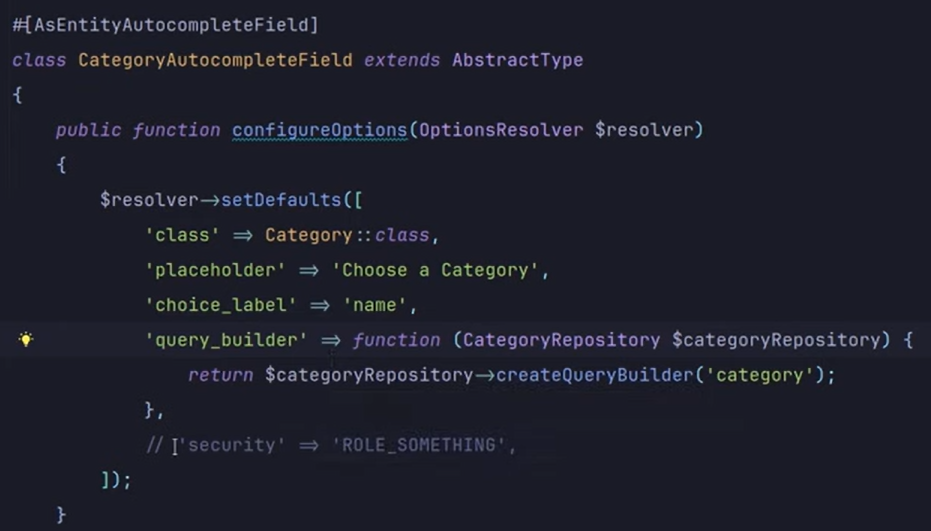 #[AsEntityAutocompleteField]
class CategoryAutocompleteField extends AbstractType
{
    public function configureOptions(OptionsResolver $resolver)
    {
        $resolver->setDefaults([
            'class' => Category::class,
            'placeholder' => 'Choose a Category',
            'choice_label' => 'name',
            'query_builder' => function (CategoryRepository $categoryRepository) {
                return $categoryRepository->createQueryBuilder('category');
            },
            // 'security' => 'ROLE_SOMETHING',
        ]);
    }